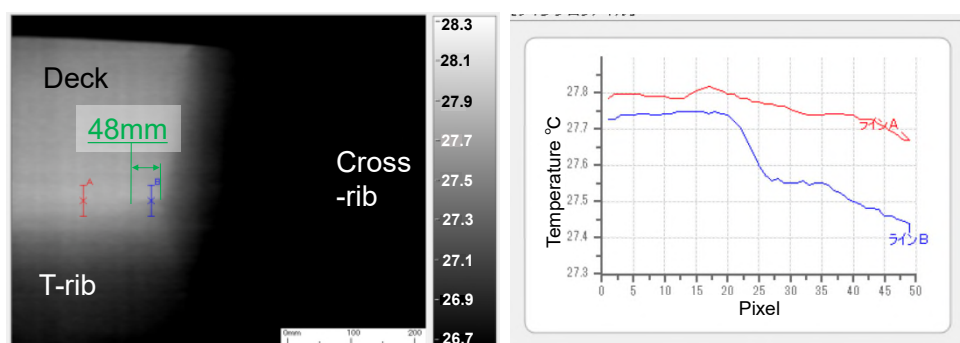 Deck
48mm
A
B
Cross
-rib
T-rib
0mm 100 200
28.3
28.1
27.9
27.7
27.5
27.3
27.1
26.9
26.7
Temperature °C
27.8
27.7
27.6
27.5
27.4
27.3
ラインA
ラインB
0 5 10 15 20 25 30 35 40 45 50
Pixel